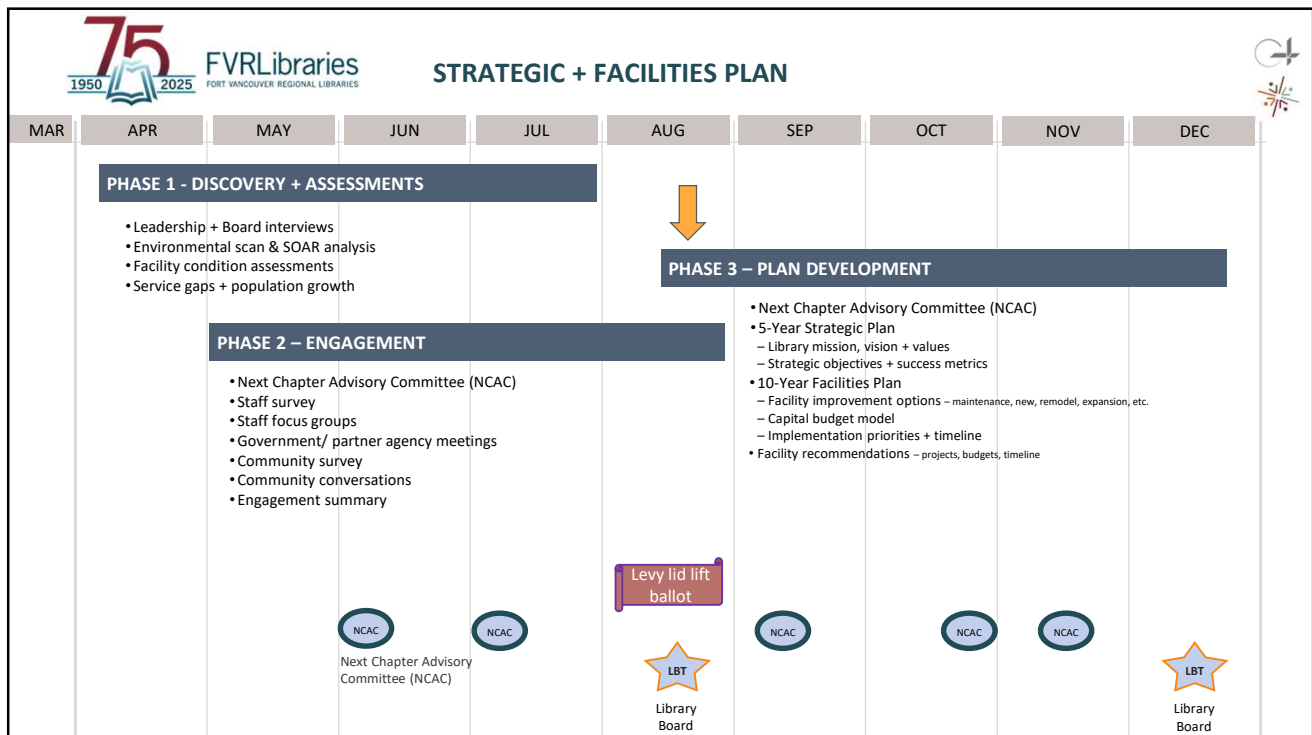 75
1950
2025
FVRLibraries
FORT VANCOUVER REGIONAL LIBRARIES
STRATEGIC + FACILITIES PLAN
MAR APR MAY JUN JUL AUG SEP OCT NOV DEC
PHASE 1 - DISCOVERY + ASSESSMENTS
•Leadership + Board interviews
•Environmental scan & SOAR analysis
•Facility condition assessments
•Service gaps + population growth
PHASE 3 – PLAN DEVELOPMENT
•Next Chapter Advisory Committee (NCAC)
•5-Year Strategic Plan
– Library mission, vision + values
– Strategic objectives + success metrics
•10-Year Facilities Plan
– Facility improvement options – maintenance, new, remodel, expansion, etc.
– Capital budget model
– Implementation priorities + timeline
• Facility recommendations – projects, budgets, timeline
PHASE 2 – ENGAGEMENT
•Next Chapter Advisory Committee (NCAC)
•Staff survey
•Staff focus groups
•Government/ partner agency meetings
•Community survey
•Community conversations
•Engagement summary
Levy lid lift
ballot
NCAC
NCAC
NCAC
NCAC
NCAC
Next Chapter Advisory
Committee (NCAC)
LBT
Library
Board
LBT
Library
Board